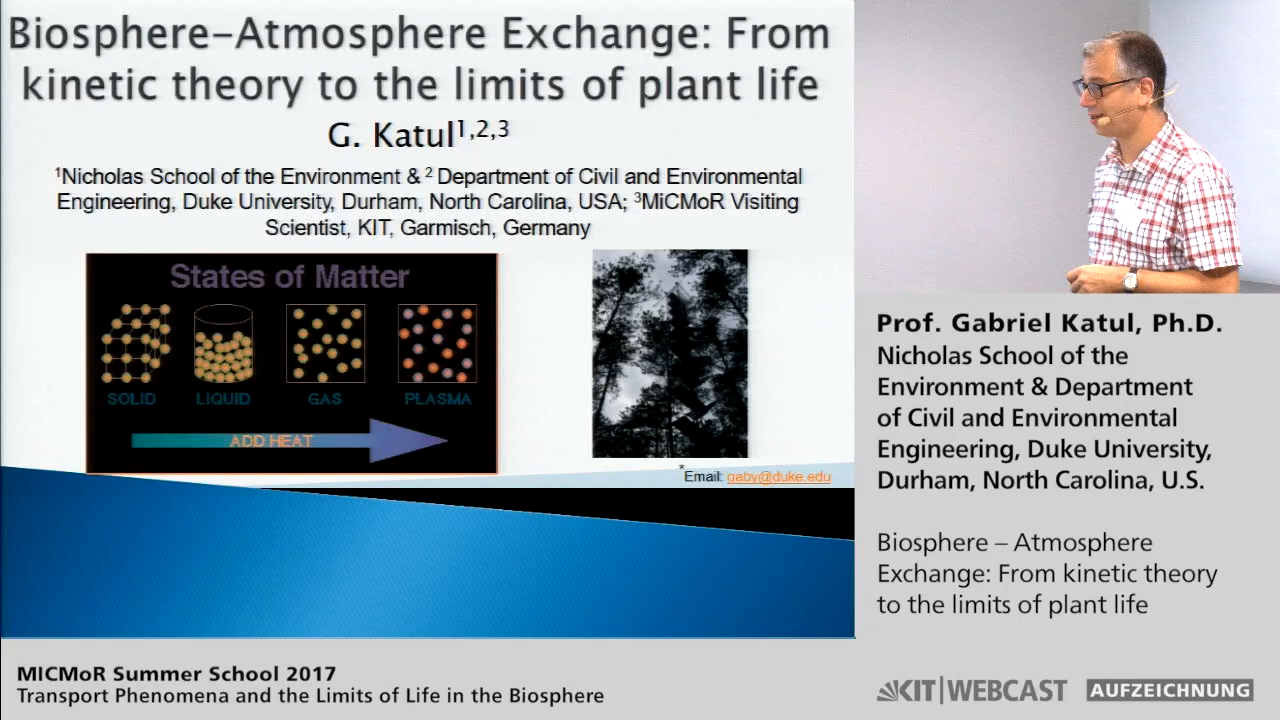 Biosphere–Atmosphere Exchange: From
kinetic theory to the limits of plant life
G. Katul1,2,3
1Nicholas School of the Environment & 2 Department of Civil and Environmental
Engineering, Duke University, Durham, North Carolina, USA; 3MiCMoR Visiting
Scientist, KIT, Garmisch, Germany
States of Matter
SOLID LIQUID GAS PLASMA
ADD HEAT
*Email: gaby@duke.edu
Prof. Gabriel Katul, Ph.D.
Nicholas School of the
Environment & Department
of Civil and Environmental
Engineering, Duke University,
Durham, North Carolina, U.S.
Biosphere – Atmosphere
Exchange: From kinetic theory
to the limits of plant life
MICMoR Summer School 2017
Transport Phenomena and the Limits of Life in the Biosphere
KIT|WEBCAST AUFZEICHNUNG